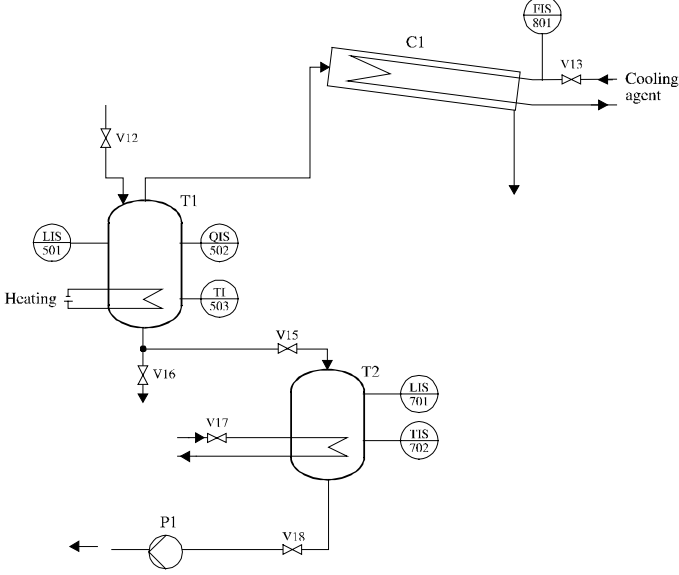 FIS
801
C1
V13
Cooling
agent
V12
T1
LIS
501
QIS
502
Heating
TI
503
V15
V16
T2
LIS
701
V17
TIS
702
P1
V18